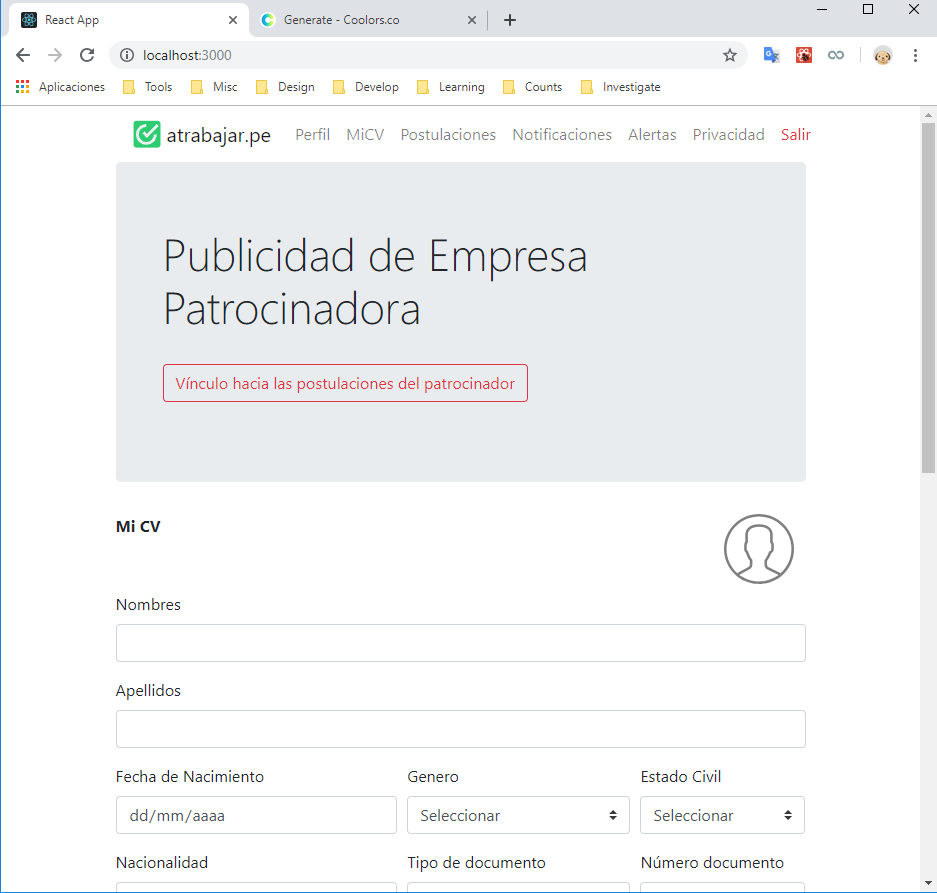 React App
Generate - Coolors.co
localhost:3000
Aplicaciones Tools Misc Design Develop Learning Counts Investigate
atrabajar.pe Perfil MiCV Postulaciones Notificaciones Alertas Privacidad Salir
Publicidad de Empresa
Patrocinadora
Vínculo hacia las postulaciones del patrocinador
Mi CV
Nombres
Apellidos
Fecha de Nacimiento Genero Estado Civil
dd/mm/aaaa Seleccionar Seleccionar
Nacionalidad Tipo de documento Número documento